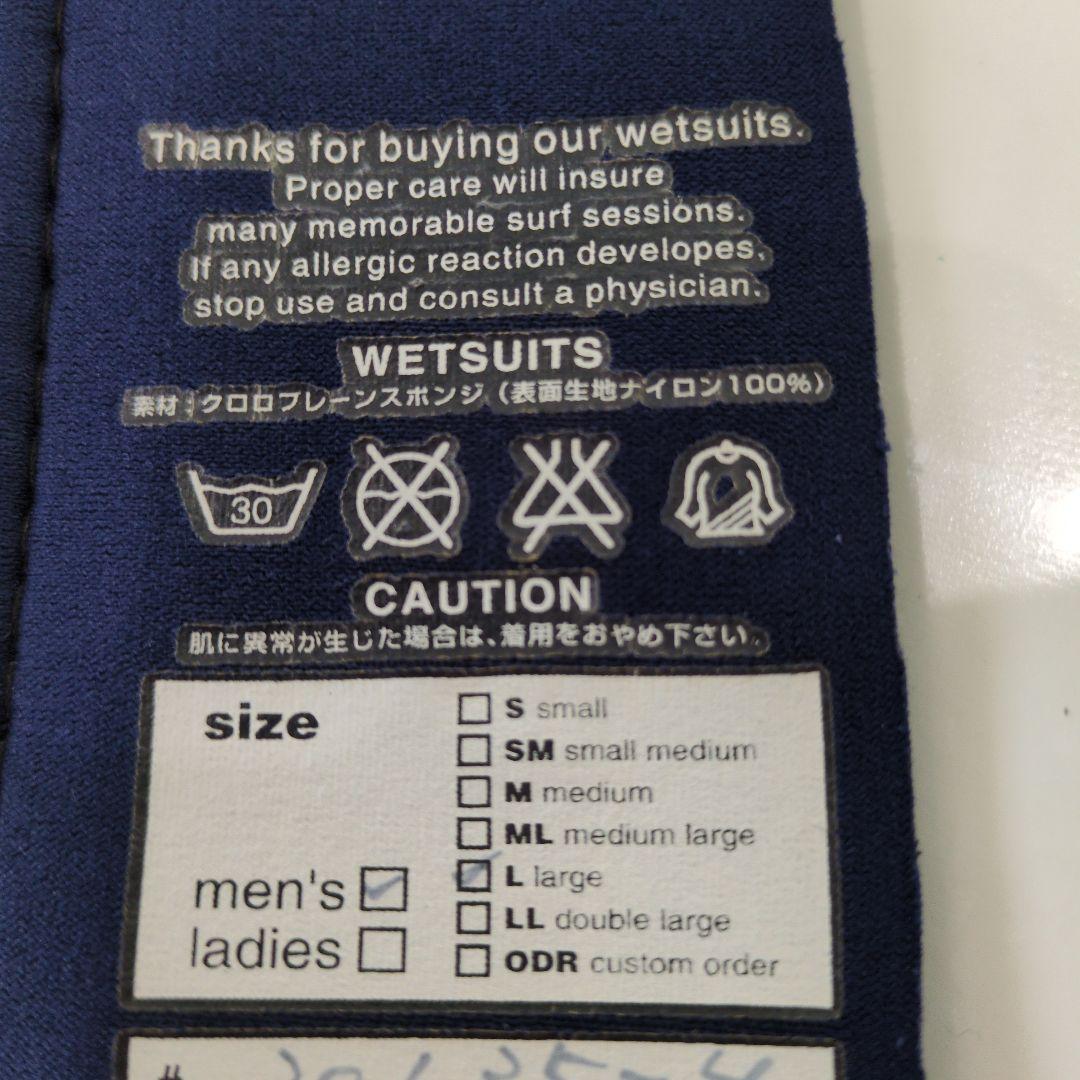 Thanks for buying our wetsuits.
Proper care will insure
many memorable surf sessions.
If any allergic reaction developes,
stop use and consult a physician.
WETSUITS
素材：クロロプレーンスポンジ（表面生地ナイロン100％）
30
CAUTION
肌に異常が生じた場合は、着用をおやめ下さい。
size
S small
SM small medium
M medium
ML medium large
men's
L large
LL double large
ladies
ODR custom order